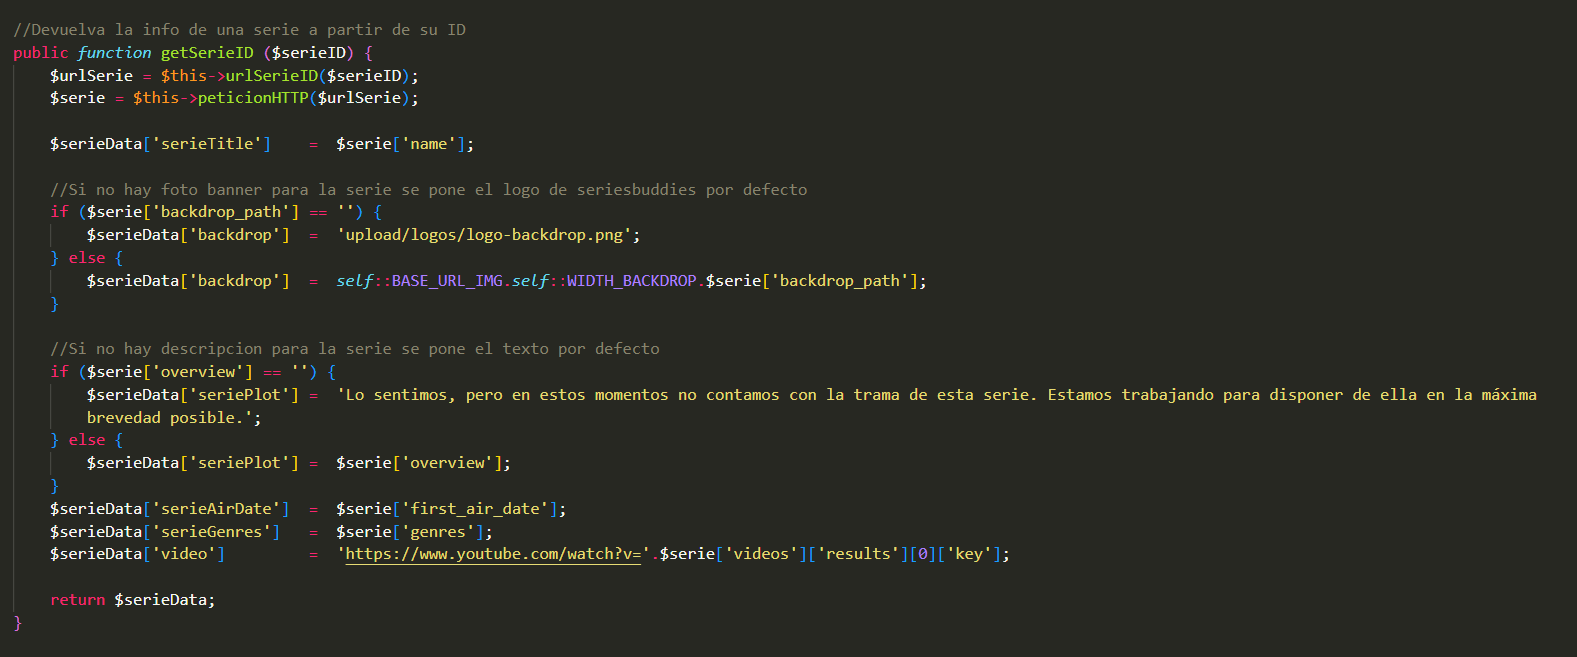 //Devuelva la info de una serie a partir de su ID
public function getSerieID ($serieID) {
$urlSerie = $this->urlSerieID($serieID);
$serie = $this->peticionHTTP($urlSerie);
$serieData['serieTitle'] = $serie['name'];
//Si no hay foto banner para la serie se pone el logo de seriesbuddies por defecto
if ($serie['backdrop_path'] == '') {
$serieData['backdrop'] = 'upload/logos/logo-backdrop.png';
} else {
$serieData['backdrop'] = self::BASE_URL_IMG.self::WIDTH_BACKDROP.$serie['backdrop_path'];
}
//Si no hay descripcion para la serie se pone el texto por defecto
if ($serie['overview'] == '') {
$serieData['seriePlot'] = 'Lo sentimos, pero en estos momentos no contamos con la trama de esta serie. Estamos trabajando para disponer de ella en la máxima
brevedad posible.';
} else {
$serieData['seriePlot'] = $serie['overview'];
}
$serieData['serieAirDate'] = $serie['first_air_date'];
$serieData['serieGenres'] = $serie['genres'];
$serieData['video'] = 'https://www.youtube.com/watch?v='.$serie['videos']['results'][0]['key'];
return $serieData;
}